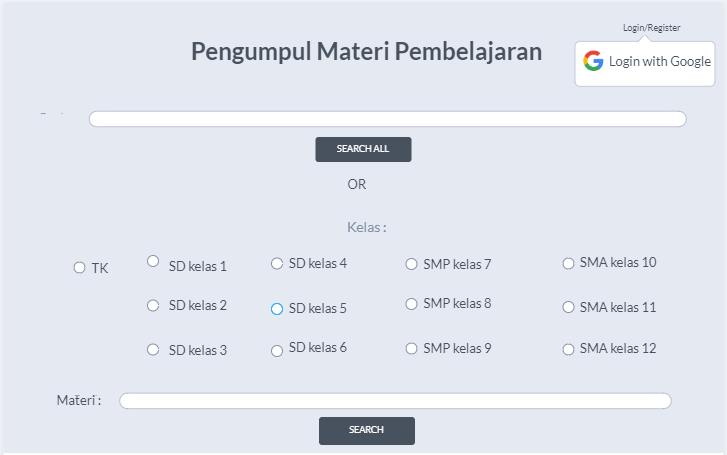 Login/Register
Pengumpul Materi Pembelajaran
Login with Google
SEARCH ALL
OR
Kelas :
TK
SD kelas 1
SD kelas 4
SMP kelas 7
SMA kelas 10
SD kelas 2
SD kelas 5
SMP kelas 8
SMA kelas 11
SD kelas 3
SD kelas 6
SMP kelas 9
SMA kelas 12
Materi :
SEARCH